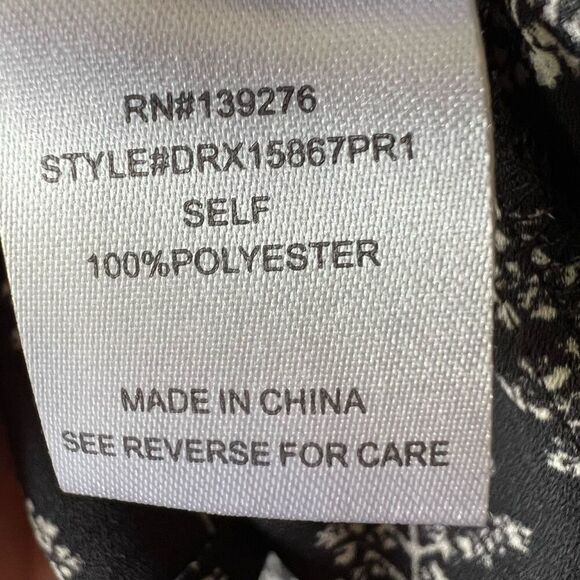 RN#139276
STYLE#DRX15867PR1
SELF
100%POLYESTER
MADE IN CHINA
SEE REVERSE FOR CARE